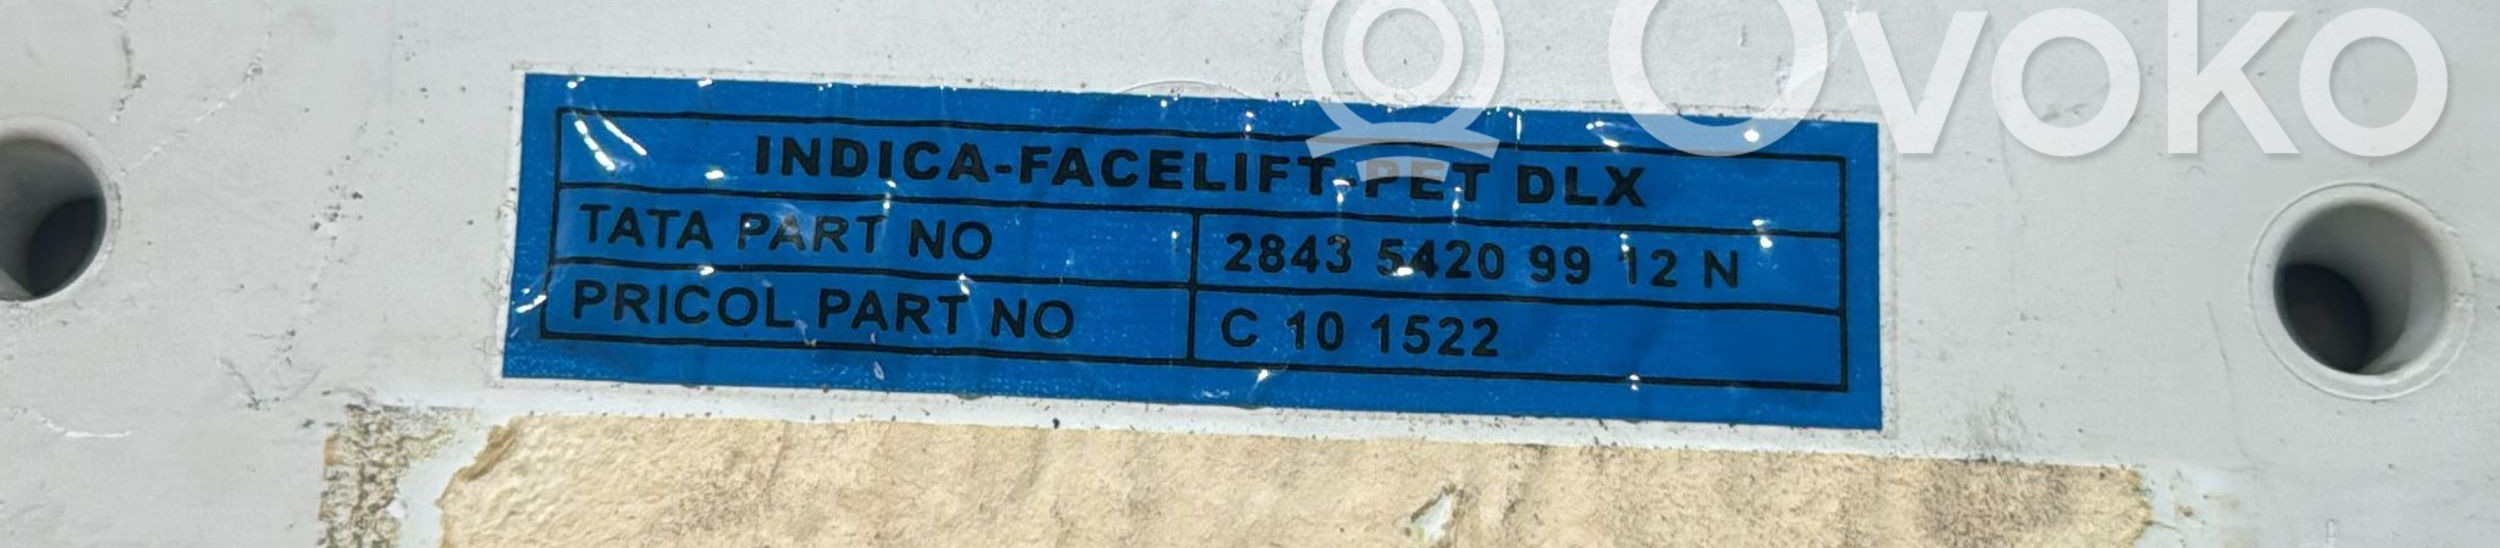 Ovoko
INDICA-FACELIFT-PET DLX
TATA PART NO 2843 5420 99 12 N
PRICOL PART NO C 10 1522